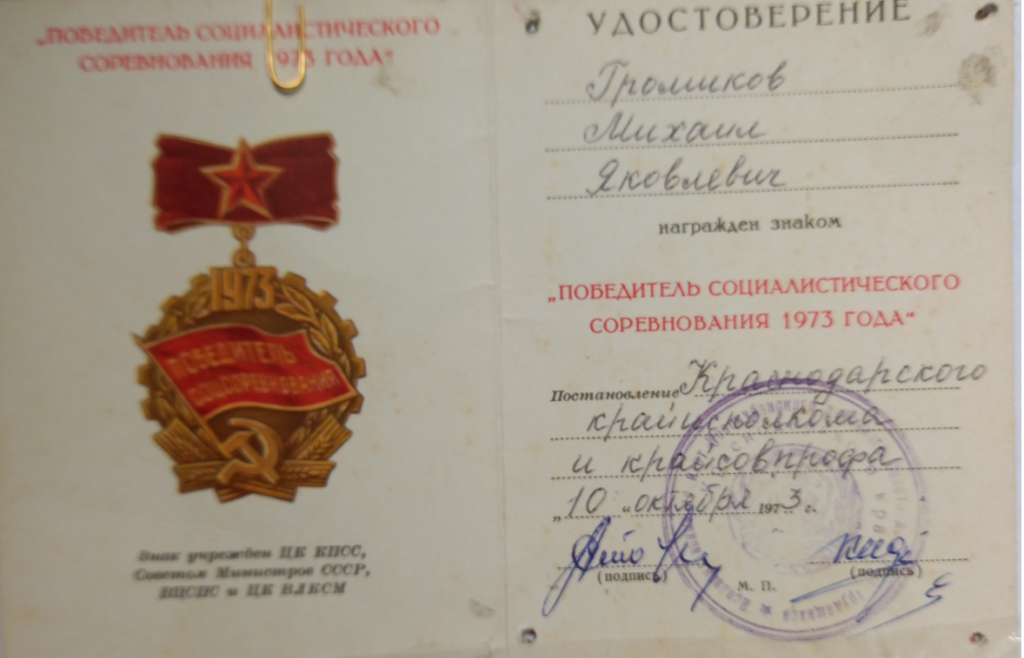 „ПОБЕДИТЕЛЬ СОЦИАЛИСТИЧЕСКОГО
СОРЕВНОВАНИЯ 1973 ГОДА“
1973
ПОБЕДИТЕЛЬ
СОЦСОРЕВНОВАНИЯ
Знак учрежден ЦК КПСС,
Советом Министров СССР,
ВЦСПС и ЦК ВЛКСМ
УДОСТОВЕРЕНИЕ
Громиков
Михаил
Яковлевич
награжден знаком
„ПОБЕДИТЕЛЬ СОЦИАЛИСТИЧЕСКОГО
СОРЕВНОВАНИЯ 1973 ГОДА“
Постановление Краснодарского
крайисполкома
и крайсовпрофа
„10 “ октября 1973 г.
(подпись) (подпись)
М. П.